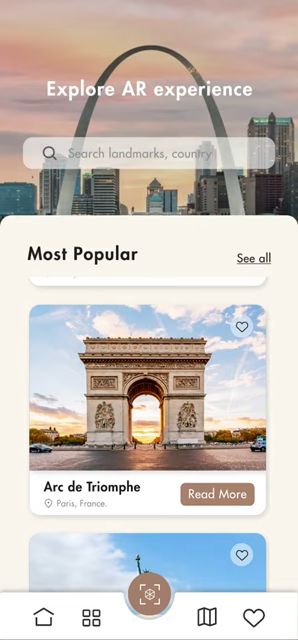 Explore AR experience
Search landmarks, country
Most Popular
See all
Arc de Triomphe
Read More
Paris, France.